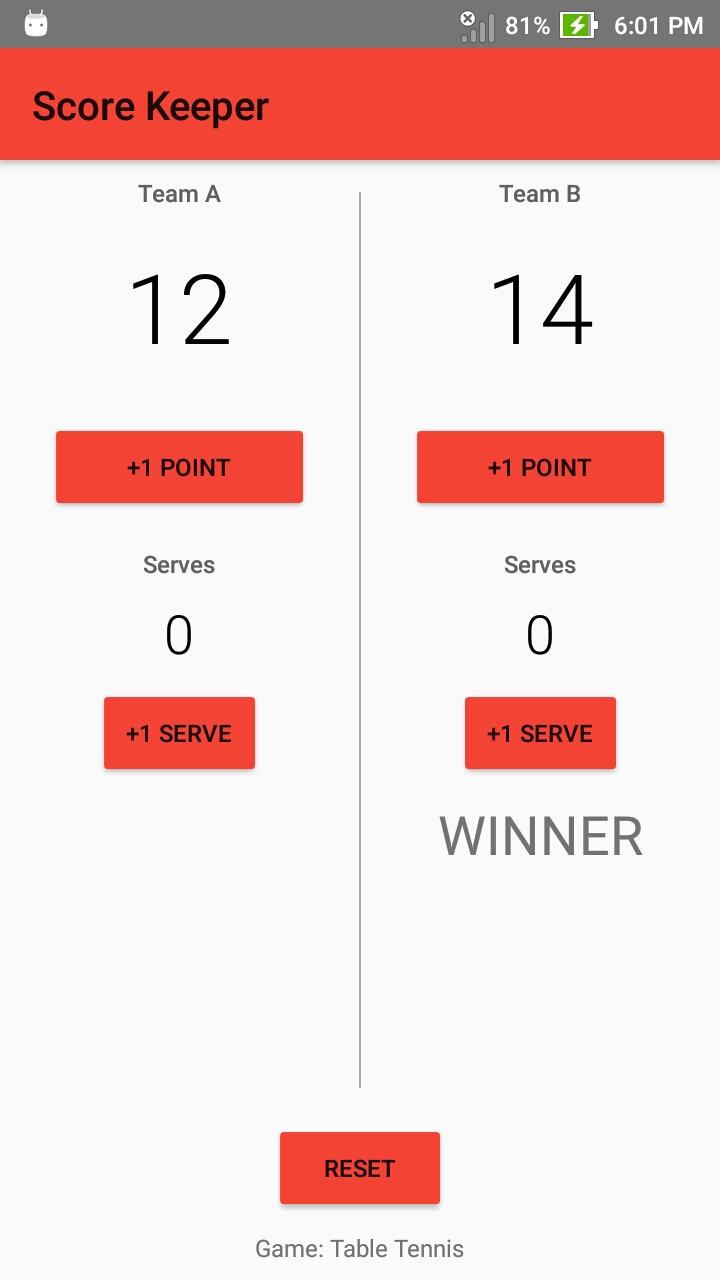 81% 6:01 PM
Score Keeper
Team A
12
+1 POINT
Serves
0
+1 SERVE
Team B
14
+1 POINT
Serves
0
+1 SERVE
WINNER
RESET
Game: Table Tennis